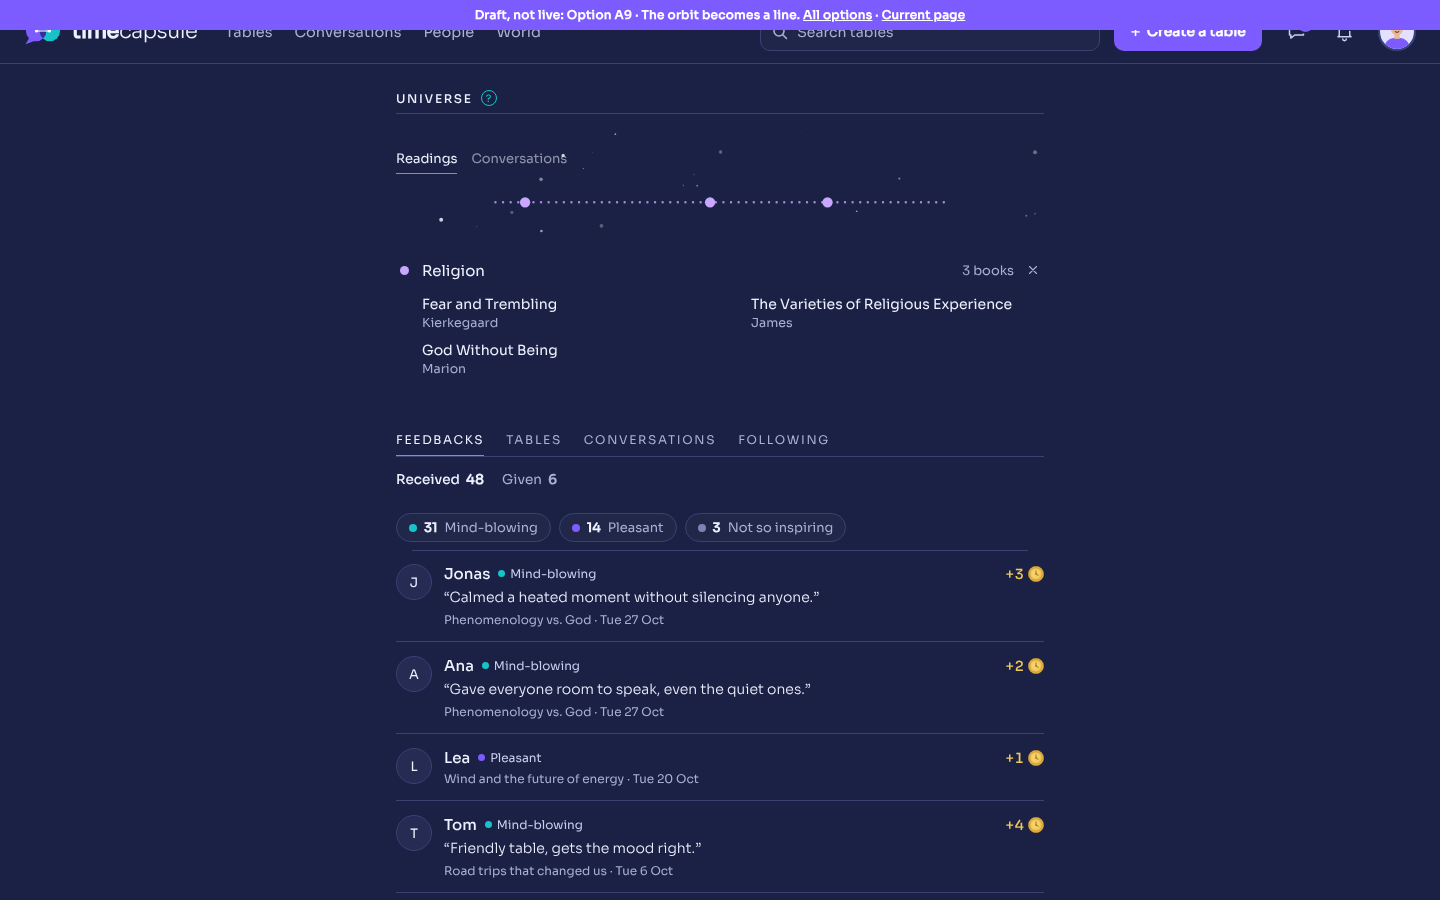 Draft, not live: Option A9 · The orbit becomes a line. All options · Current page
timecapsule Tables Conversations People World Search tables + Create a table
UNIVERSE ?
Readings Conversations
Religion 3 books ×
Fear and Trembling The Varieties of Religious Experience
Kierkegaard James
God Without Being
Marion
FEEDBACKS TABLES CONVERSATIONS FOLLOWING
Received 48 Given 6
31 Mind-blowing 14 Pleasant 3 Not so inspiring
J Jonas Mind-blowing +3
“Calmed a heated moment without silencing anyone.”
Phenomenology vs. God · Tue 27 Oct
A Ana Mind-blowing +2
“Gave everyone room to speak, even the quiet ones.”
Phenomenology vs. God · Tue 27 Oct
L Lea Pleasant +1
Wind and the future of energy · Tue 20 Oct
T Tom Mind-blowing +4
“Friendly table, gets the mood right.”
Road trips that changed us · Tue 6 Oct